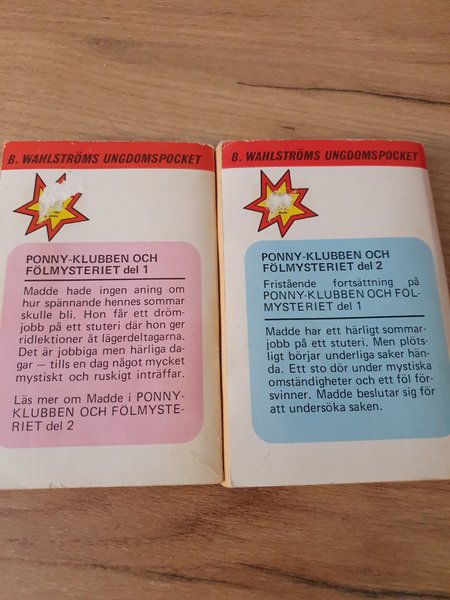 B. WAHLSTRÖMS UNGDOMSPOCKET
PONNY-KLUBBEN OCH
FÖLMYSTERIET del 1
Madde hade ingen aning om
hur spännande hennes sommar
skulle bli. Hon får ett dröm-
jobb på ett stuteri där hon ger
ridlektioner åt lägerdeltagarna.
Det är jobbiga men härliga da-
gar — tills en dag något mycket
mystiskt och ruskigt inträffar.
Läs mer om Madde i PONNY-
KLUBBEN OCH FÖLMYSTE-
RIET del 2
B. WAHLSTRÖMS UNGDOMSPOCKET
PONNY-KLUBBEN OCH
FÖLMYSTERIET del 2
Fristående fortsättning på
PONNY-KLUBBEN OCH FÖL-
MYSTERIET del 1
Madde har ett härligt sommar-
jobb på ett stuteri. Men plöts-
ligt börjar underliga saker hän-
da. Ett sto dör under mystiska
omständigheter och ett föl för-
svinner. Madde beslutar sig för
att undersöka saken.